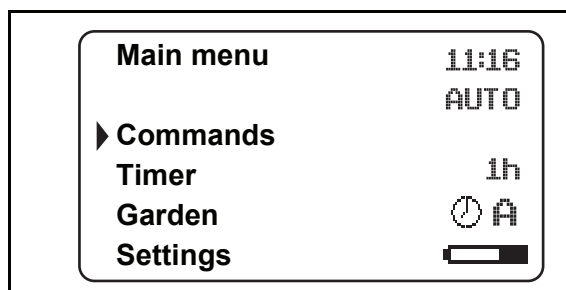 Main menu 11:16
AUTO
Commands
Timer 1h
Garden A
Settings